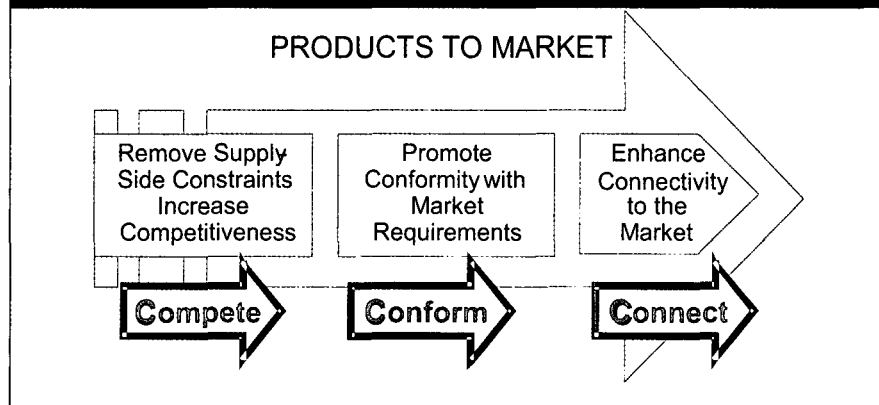 PRODUCTS TO MARKET
Remove Supply-
Side Constraints
Increase
Competitiveness
Promote
Conformity with
Market
Requirements
Enhance
Connectivity
to the
Market
Compete
Conform
Connect